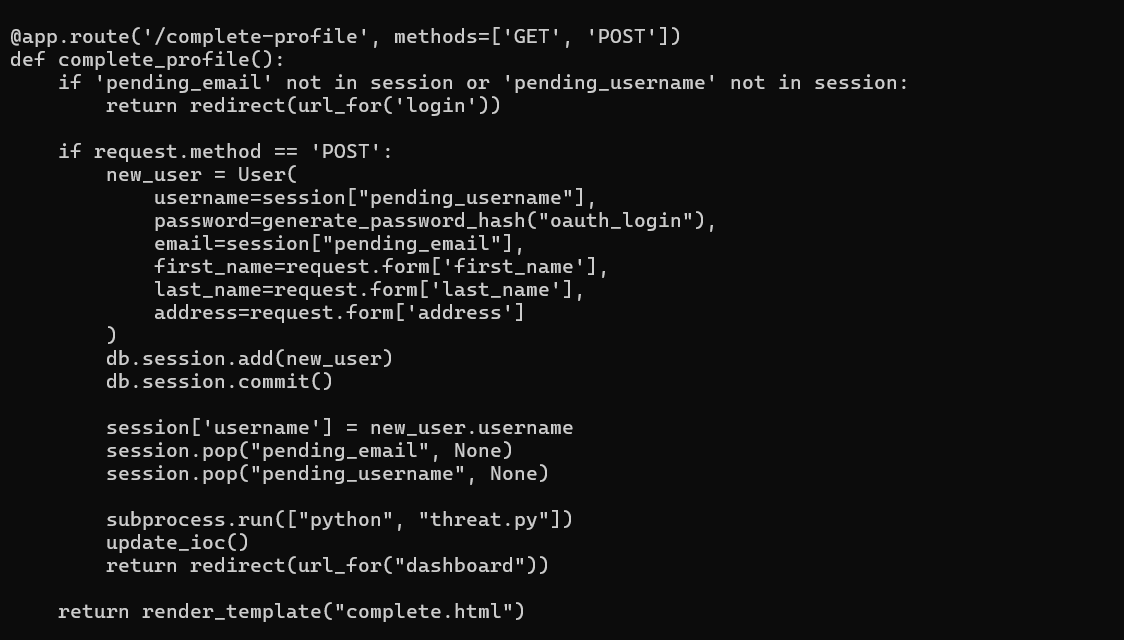 @app.route('/complete-profile', methods=['GET', 'POST'])
def complete_profile():
    if 'pending_email' not in session or 'pending_username' not in session:
        return redirect(url_for('login'))

    if request.method == 'POST':
        new_user = User(
            username=session["pending_username"],
            password=generate_password_hash("oauth_login"),
            email=session["pending_email"],
            first_name=request.form['first_name'],
            last_name=request.form['last_name'],
            address=request.form['address']
        )
        db.session.add(new_user)
        db.session.commit()

        session['username'] = new_user.username
        session.pop("pending_email", None)
        session.pop("pending_username", None)

        subprocess.run(["python", "threat.py"])
        update_ioc()
        return redirect(url_for("dashboard"))

    return render_template("complete.html")